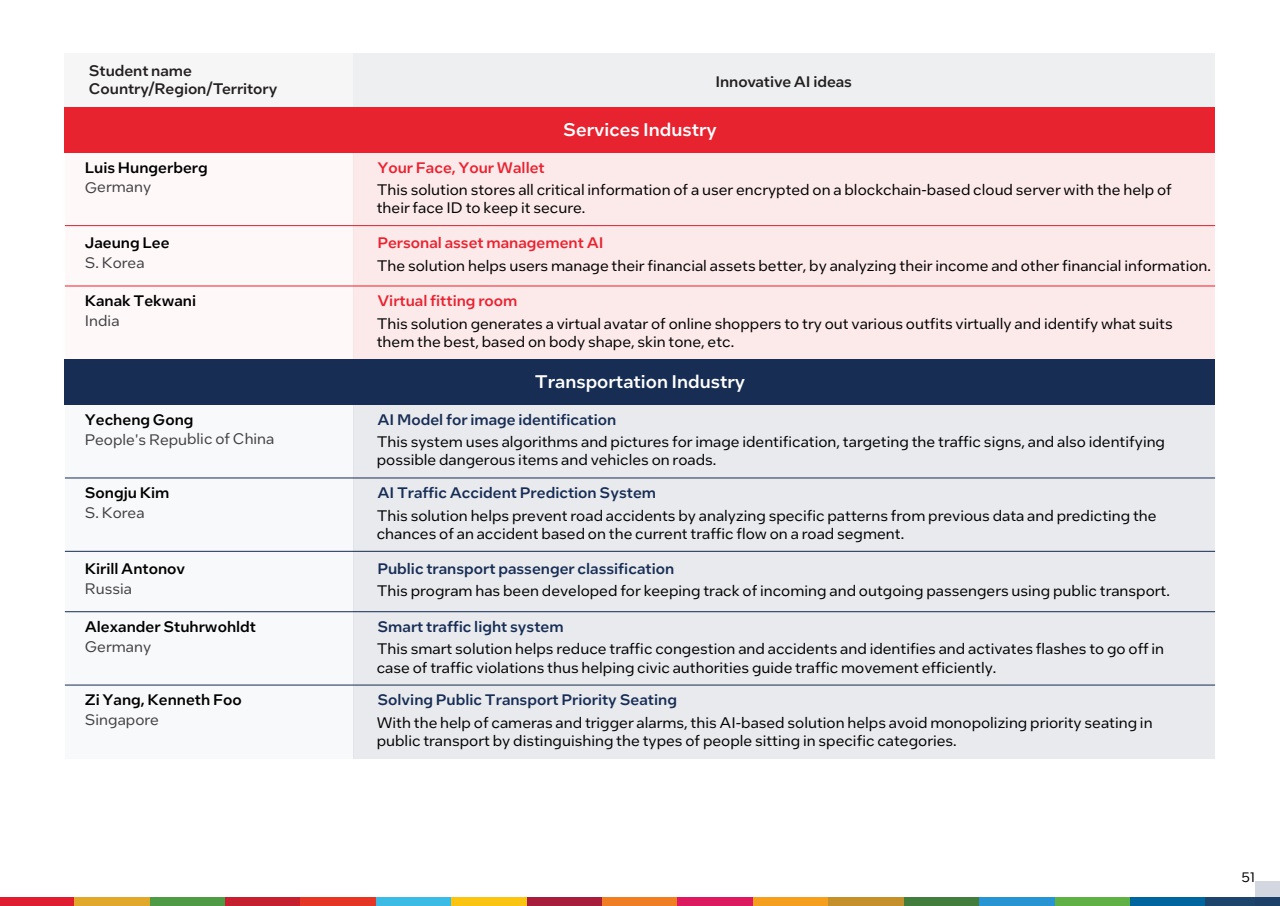 Student name
Country/Region/Territory
Innovative AI ideas
Services Industry
Luis Hungerberg
Germany
Your Face, Your Wallet
This solution stores all critical information of a user encrypted on a blockchain-based cloud server with the help of
their face ID to keep it secure.
Jaeung Lee
S. Korea
Personal asset management AI
The solution helps users manage their financial assets better, by analyzing their income and other financial information.
Kanak Tekwani
India
Virtual fitting room
This solution generates a virtual avatar of online shoppers to try out various outfits virtually and identify what suits
them the best, based on body shape, skin tone, etc.
Transportation Industry
Yecheng Gong
People's Republic of China
AI Model for image identification
This system uses algorithms and pictures for image identification, targeting the traffic signs, and also identifying
possible dangerous items and vehicles on roads.
Songju Kim
S. Korea
AI Traffic Accident Prediction System
This solution helps prevent road accidents by analyzing specific patterns from previous data and predicting the
chances of an accident based on the current traffic flow on a road segment.
Kirill Antonov
Russia
Public transport passenger classification
This program has been developed for keeping track of incoming and outgoing passengers using public transport.
Alexander Stuhrwohldt
Germany
Smart traffic light system
This smart solution helps reduce traffic congestion and accidents and identifies and activates flashes to go off in
case of traffic violations thus helping civic authorities guide traffic movement efficiently.
Zi Yang, Kenneth Foo
Singapore
Solving Public Transport Priority Seating
With the help of cameras and trigger alarms, this AI-based solution helps avoid monopolizing priority seating in
public transport by distinguishing the types of people sitting in specific categories.
51